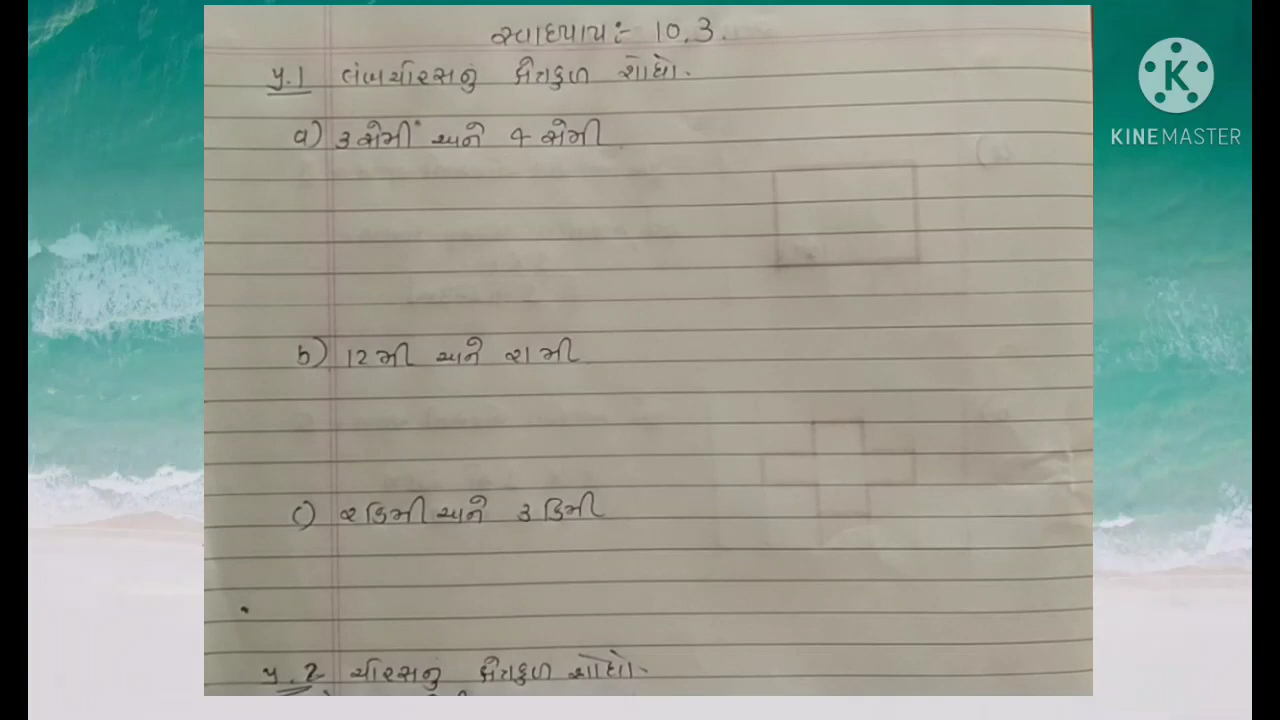 સ્વાધ્યાય :- 10.3.
પ્ર.1 લંબચોરસનું ક્ષેત્રફળ શોધો.
a) 3 સેમી અને 4 સેમી
b) 12 મી અને 21 મી
c) 2 કિમી અને 3 કિમી
પ્ર.2 ચોરસનું ક્ષેત્રફળ શોધો.
KINEMASTER